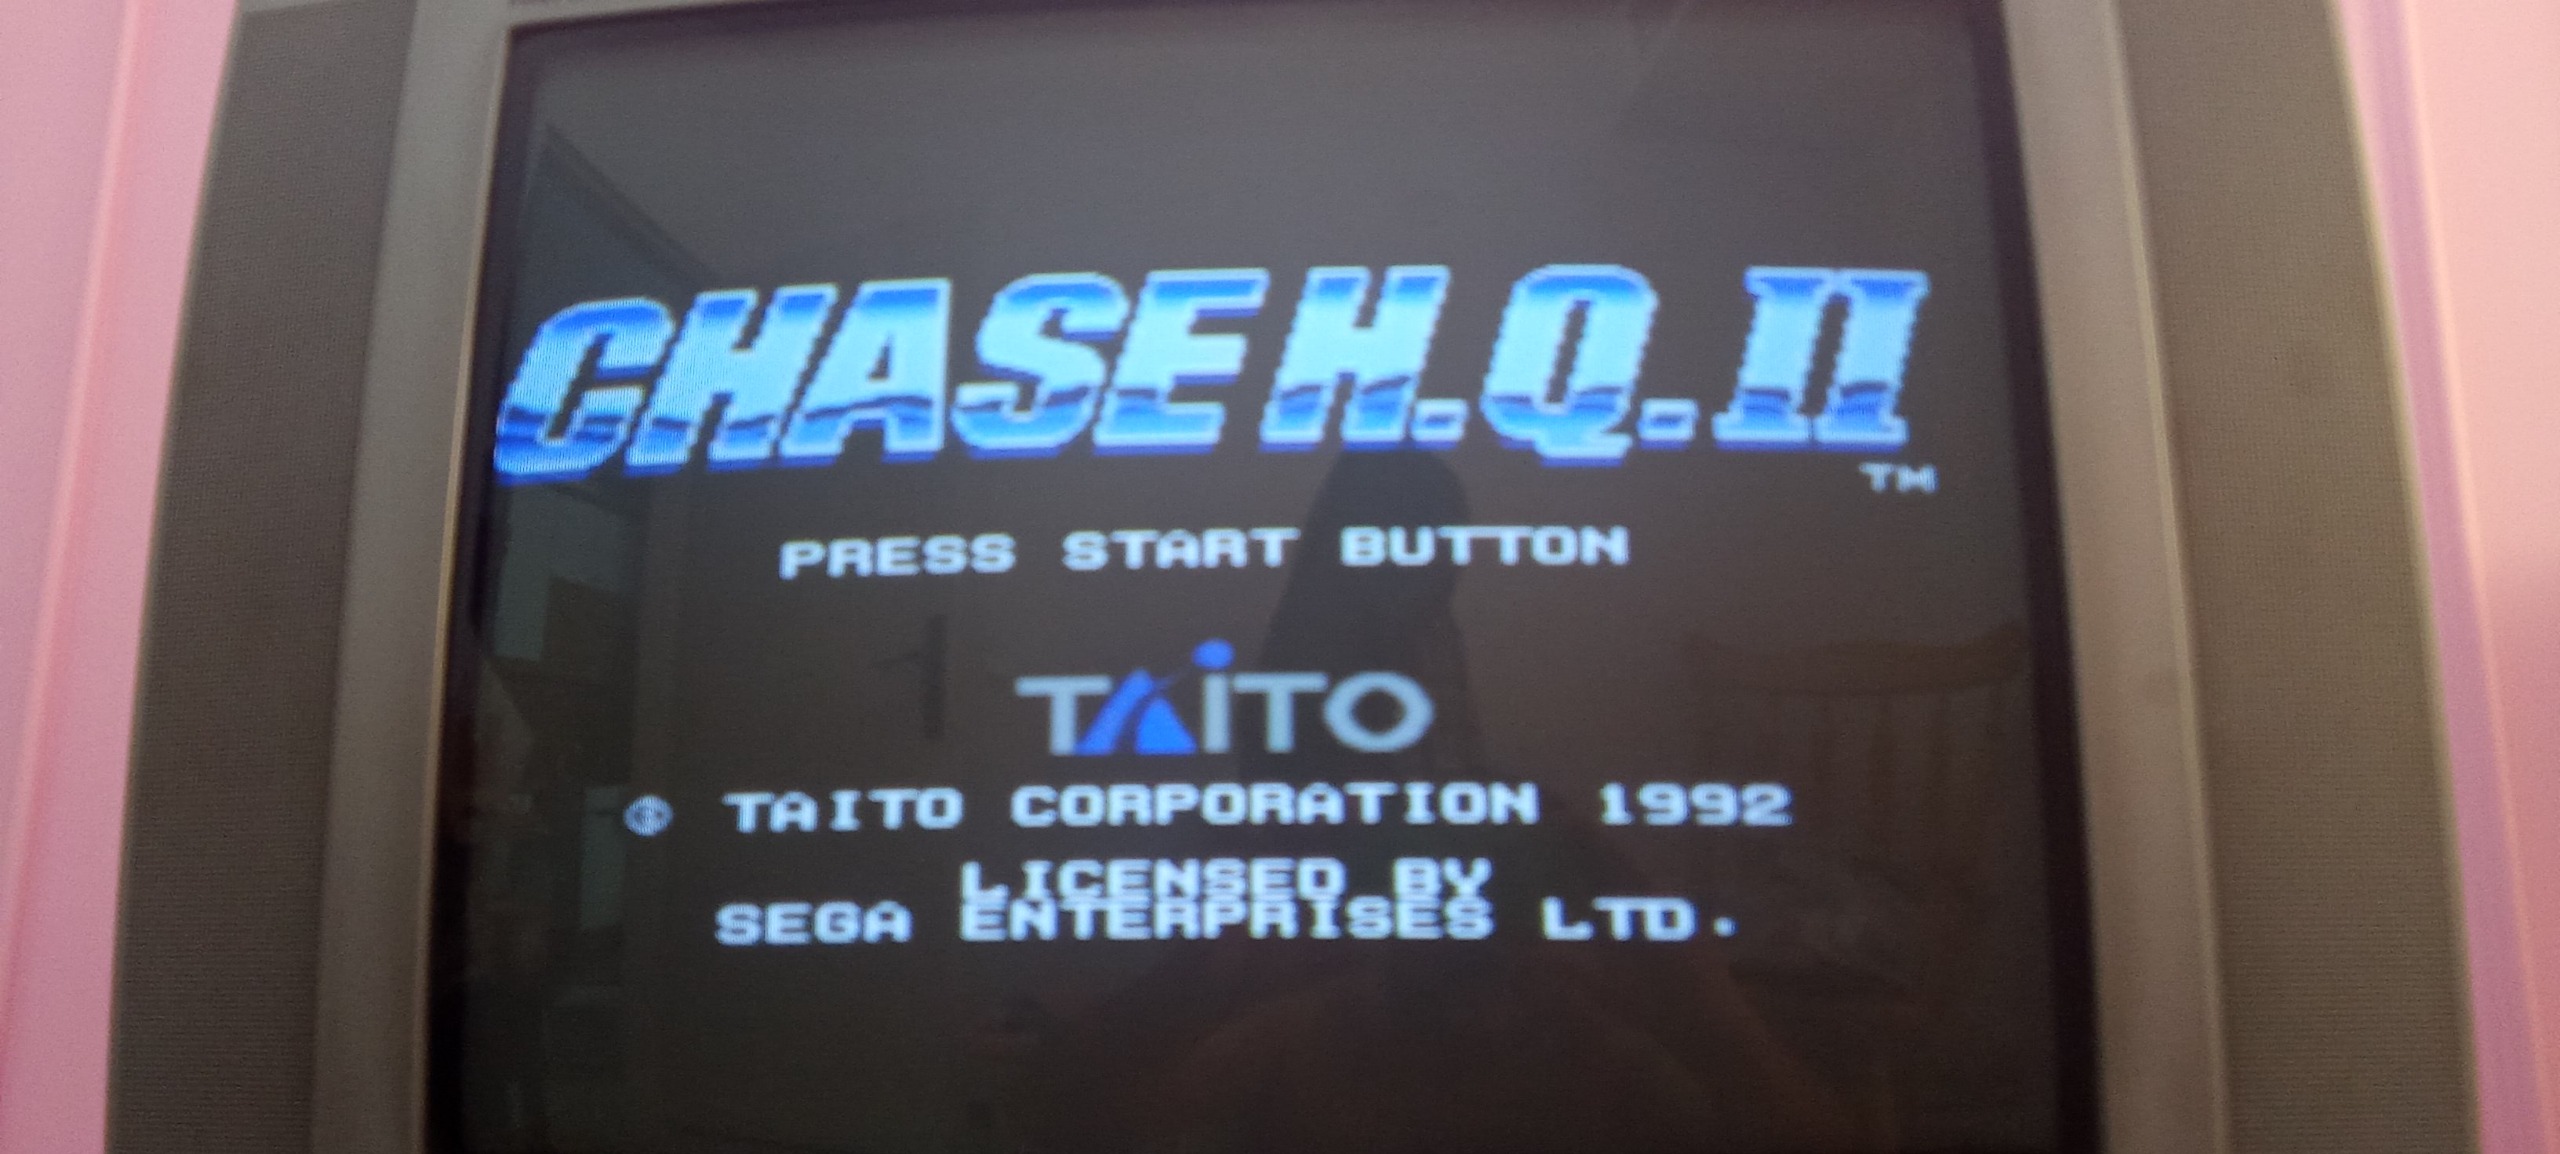 CHASE H.Q. II
TM
PRESS START BUTTON
TAiTO
© TAITO CORPORATION 1992
LICENSED BY
SEGA ENTERPRISES LTD.